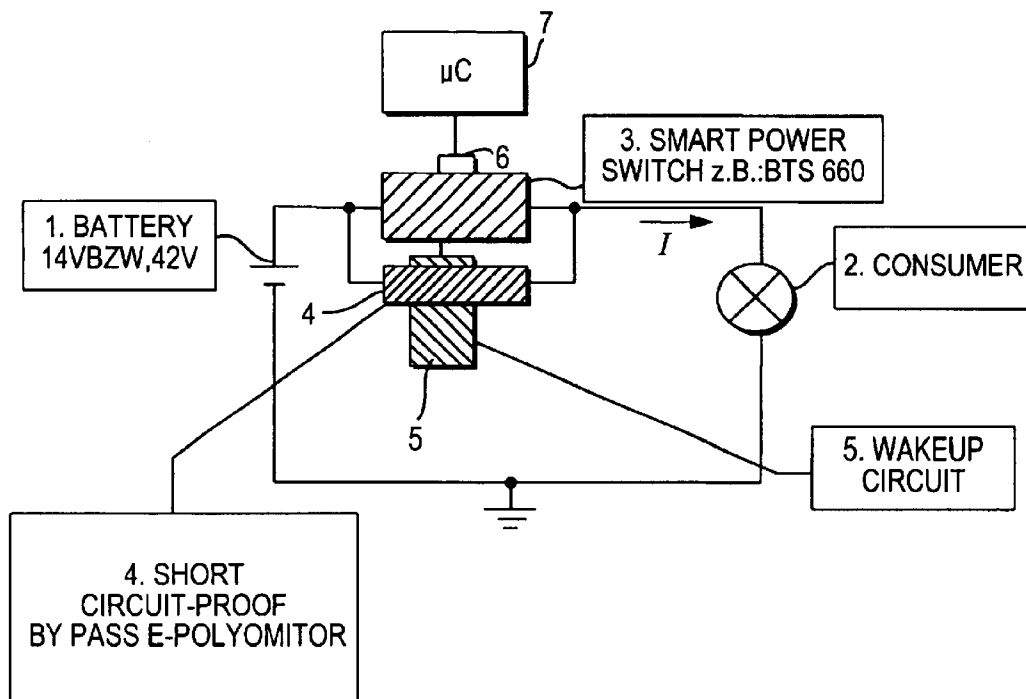 7
µC
6
3. SMART POWER
SWITCH z.B.:BTS 660
1. BATTERY
14VBZW,42V
I
2. CONSUMER
4
5
5. WAKEUP
CIRCUIT
4. SHORT
CIRCUIT-PROOF
BY PASS E-POLYOMITOR